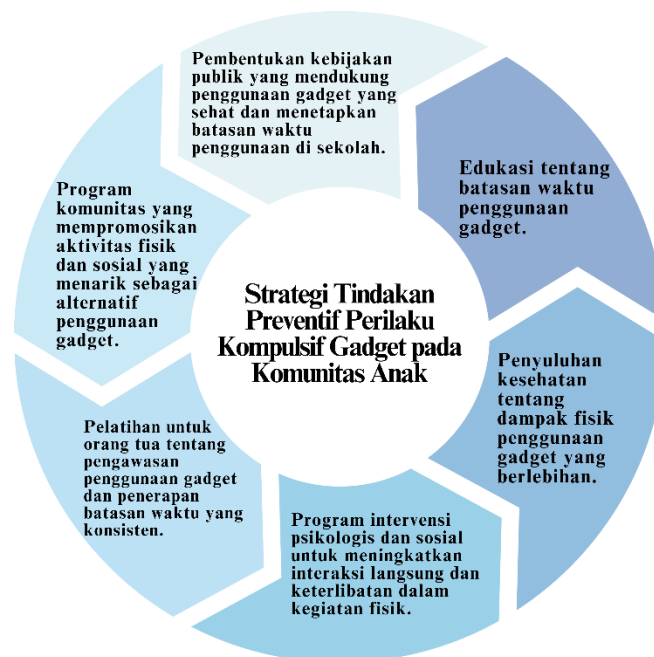 Pembentukan kebijakan
publik yang mendukung
penggunaan gadget yang
sehat dan menetapkan
batasan waktu
penggunaan di sekolah.
Edukasi tentang
batasan waktu
penggunaan
gadget.
Penyuluhan
kesehatan
tentang
dampak fisik
penggunaan
gadget yang
berlebihan.
Program intervensi
psikologis dan sosial
untuk meningkatkan
interaksi langsung dan
keterlibatan dalam
kegiatan fisik.
Pelatihan untuk
orang tua tentang
pengawasan
penggunaan gadget
dan penerapan
batasan waktu yang
konsisten.
Program
komunitas yang
mempromosikan
aktivitas fisik
dan sosial yang
menarik sebagai
alternatif
penggunaan
gadget.
Strategi Tindakan
Preventif Perilaku
Kompulsif Gadget pada
Komunitas Anak